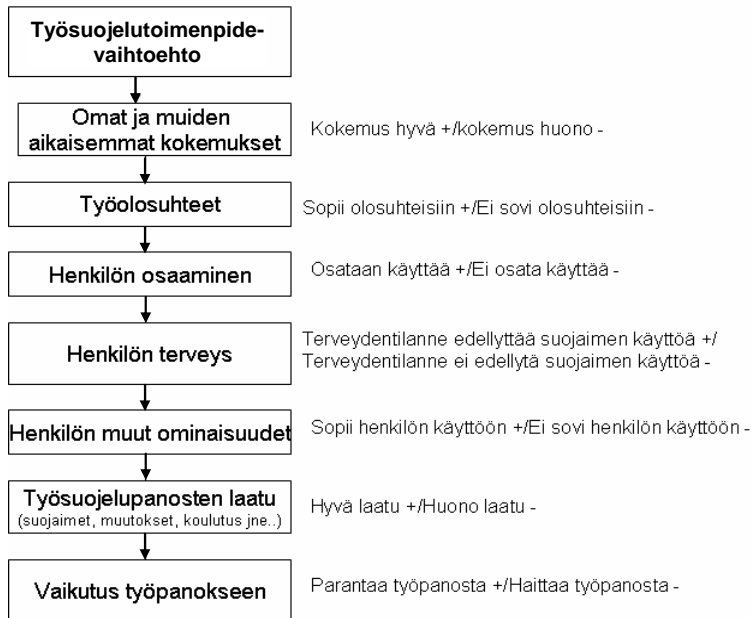 Työsuojelutoimenpide-
vaihtoehto
Omat ja muiden
aikaisemmat kokemukset
Kokemus hyvä +/kokemus huono -
Työolosuhteet
Sopii olosuhteisiin +/Ei sovi olosuhteisiin -
Henkilön osaaminen
Osataan käyttää +/Ei osata käyttää -
Henkilön terveys
Terveydentilanne edellyttää suojaimen käyttöä +/
Terveydentilanne ei edellytä suojaimen käyttöä -
Henkilön muut ominaisuudet
Sopii henkilön käyttöön +/Ei sovi henkilön käyttöön -
Työsuojelupanosten laatu
(suojaimet, muutokset, koulutus jne..)
Hyvä laatu +/Huono laatu -
Vaikutus työpanokseen
Parantaa työpanosta +/Haittaa työpanosta -